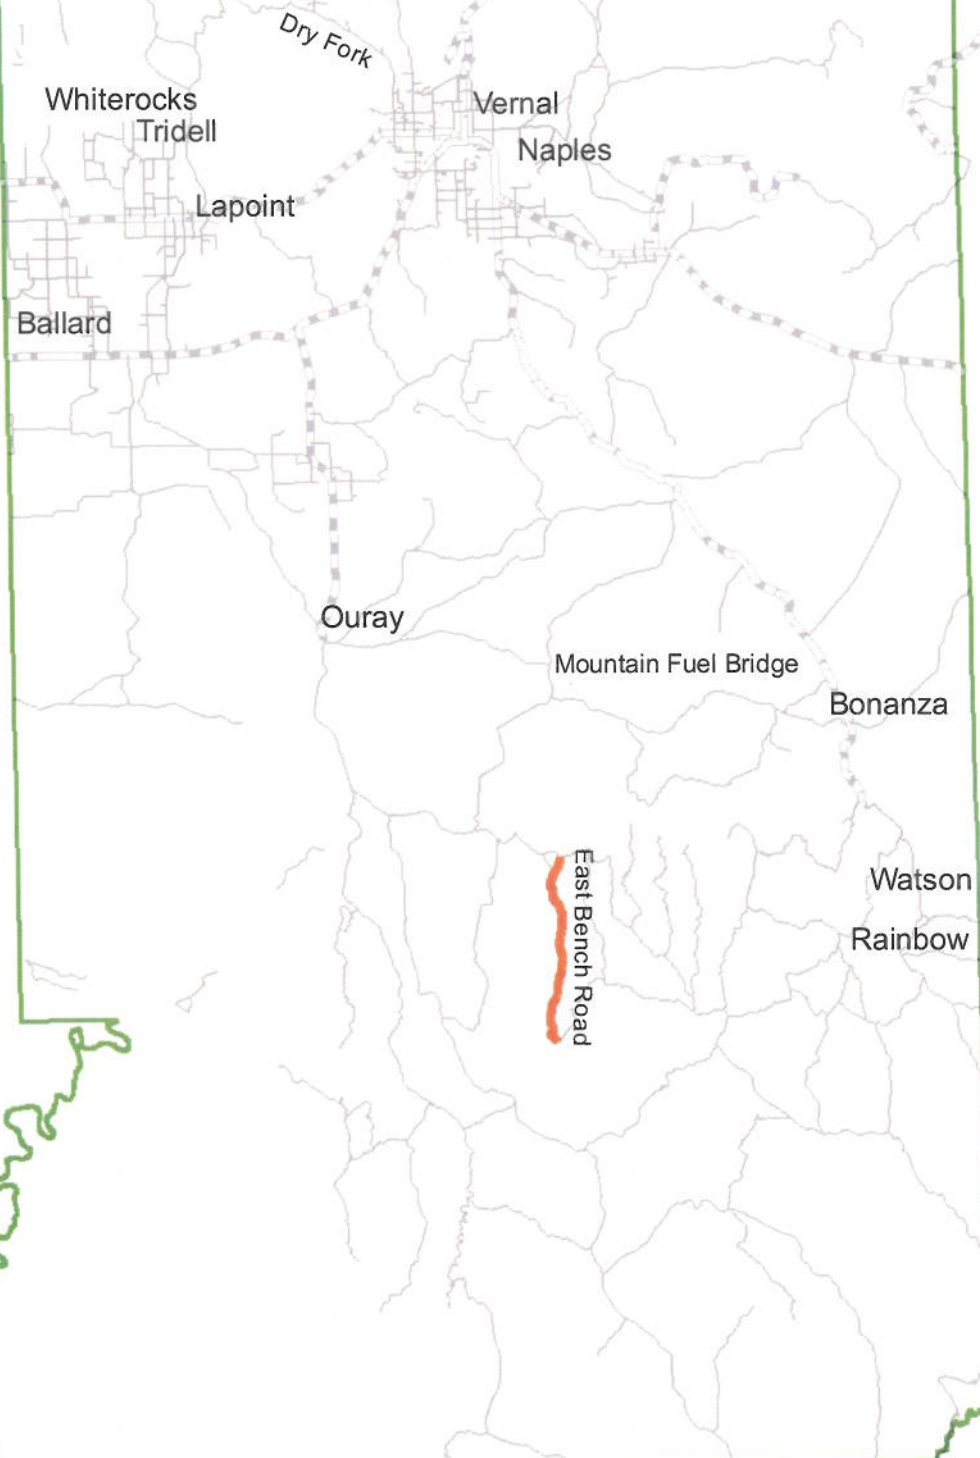 Dry Fork
Whiterocks
Vernal
Tridell
Naples
Lapoint
Ballard
Ouray
Mountain Fuel Bridge
Bonanza
East Bench Road
Watson
Rainbow